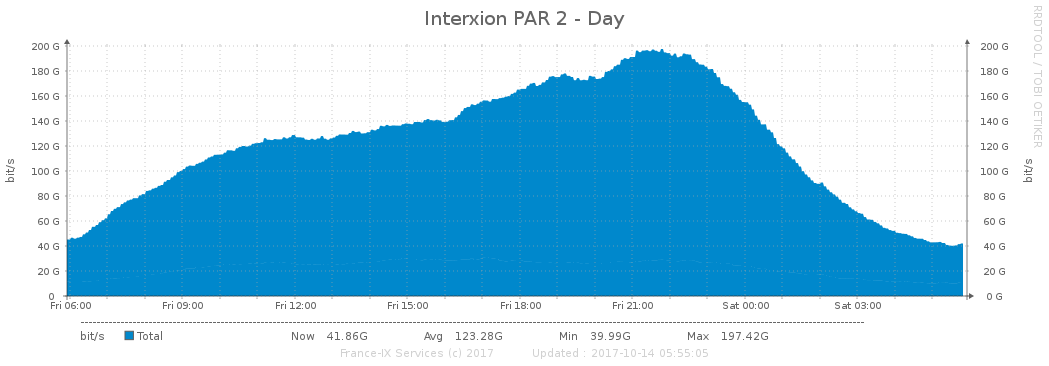 Interxion PAR 2 - Day
RRDTOOL / TOBI OETIKER
bit/s
200 G
180 G
160 G
140 G
120 G
100 G
80 G
60 G
40 G
20 G
0
200 G
180 G
160 G
140 G
120 G
100 G
80 G
60 G
40 G
20 G
0 G
bit/s
Fri 06:00 Fri 09:00 Fri 12:00 Fri 15:00 Fri 18:00 Fri 21:00 Sat 00:00 Sat 03:00
bit/s Total Now 41.86G Avg 123.28G Min 39.99G Max 197.42G
France-IX Services (c) 2017 Updated : 2017-10-14 05:55:05